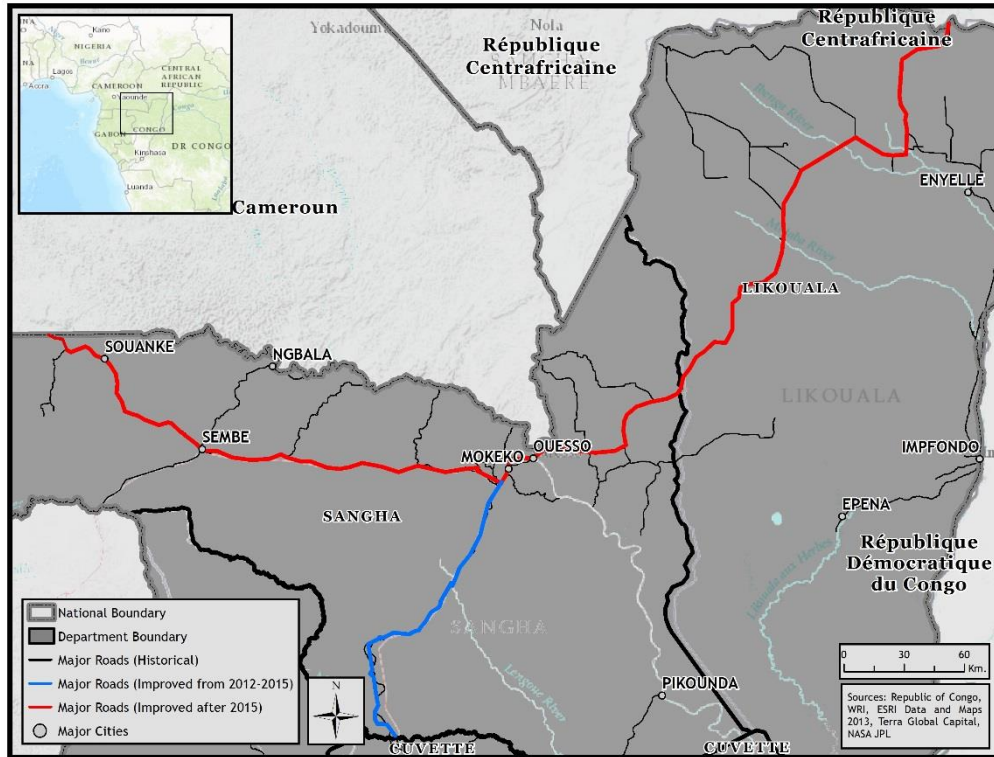 Kano
NIGERIA
NA
Lagos
Accra
CENTRAL
AFRICAN
REPUBLIC
CAMEROON
Yaounde
GABON
CONGO
Congo
DR CONGO
Kinshasa
Luanda
Yokadouma
Nola
République
Centrafricaine
MBAERE
République
Centrafricaine
Cameroun
ENYELLE
LIKOUALA
LIKOUALA
SOUANKE
NGBALA
SEMBE
MOKEKO
OUESSO
IMPFONDO
EPENA
SANGHA
SANGHA
République
Démocratique
du Congo
Likouala aux Herbes
Lengoue River
PIKOUNDA
CUVETTE
CUVETTE
National Boundary
Department Boundary
Major Roads (Historical)
Major Roads (Improved from 2012-2015)
Major Roads (Improved after 2015)
Major Cities
N
0 30 60
Km.
Sources: Republic of Congo,
WRI, ESRI Data and Maps
2013, Terra Global Capital,
NASA JPL